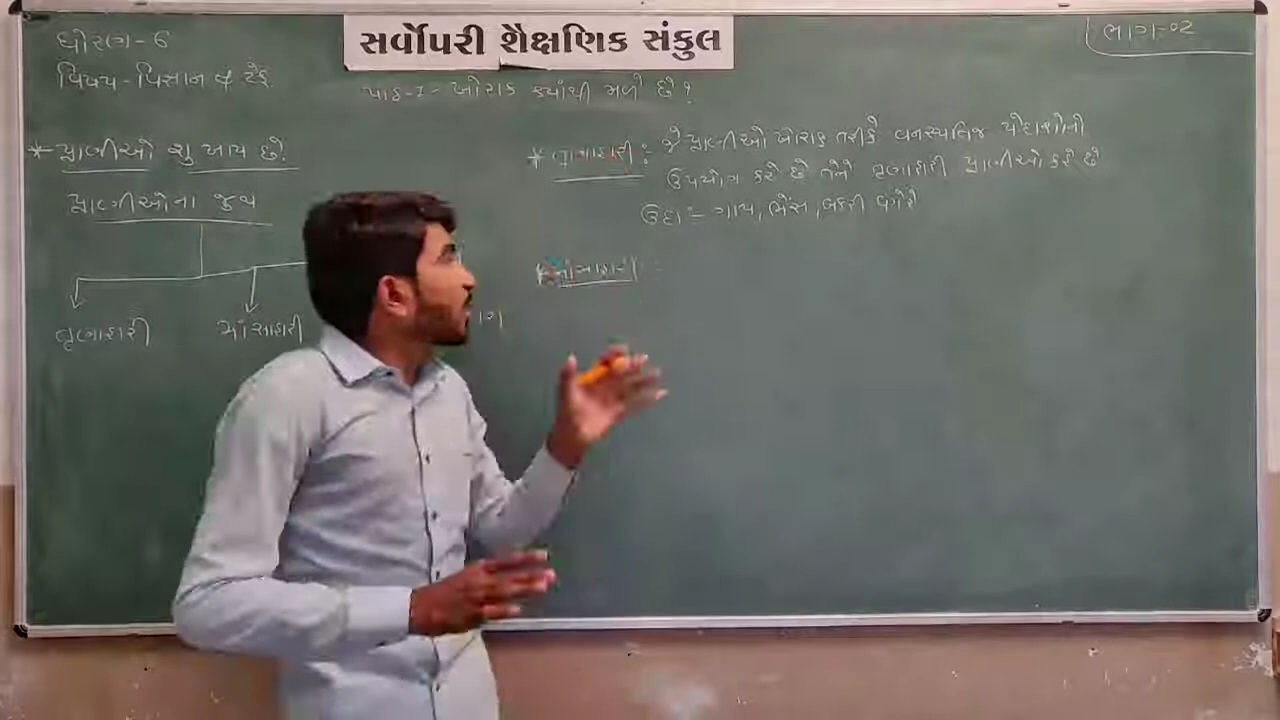 સર્વોપરી શૈક્ષણિક સંકુલ
ધોરણ-6
ભાગ-02
વિષય-વિજ્ઞાન & ટેક.
પાઠ-1- ખોરાક ક્યાંથી મળે છે?
* પ્રાણીઓ શુ ખાય છે.
પ્રાણીઓના જુથ
તૃણાહારી
માંસાહારી
* તૃણાહારી :- જે પ્રાણીઓ ખોરાક તરીકે વનસ્પતિજ પેદાશોનો
ઉપયોગ કરે છે તેને તૃણાહારી પ્રાણીઓ કહે છે
ઉદા :- ગાય, ભેંસ, બકરી વગેરે
* માંસાહારી :